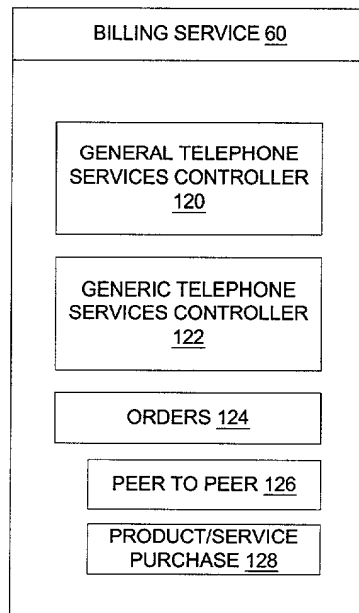 BILLING SERVICE 60
GENERAL TELEPHONE
SERVICES CONTROLLER
120
GENERIC TELEPHONE
SERVICES CONTROLLER
122
ORDERS 124
PEER TO PEER 126
PRODUCT/SERVICE
PURCHASE 128